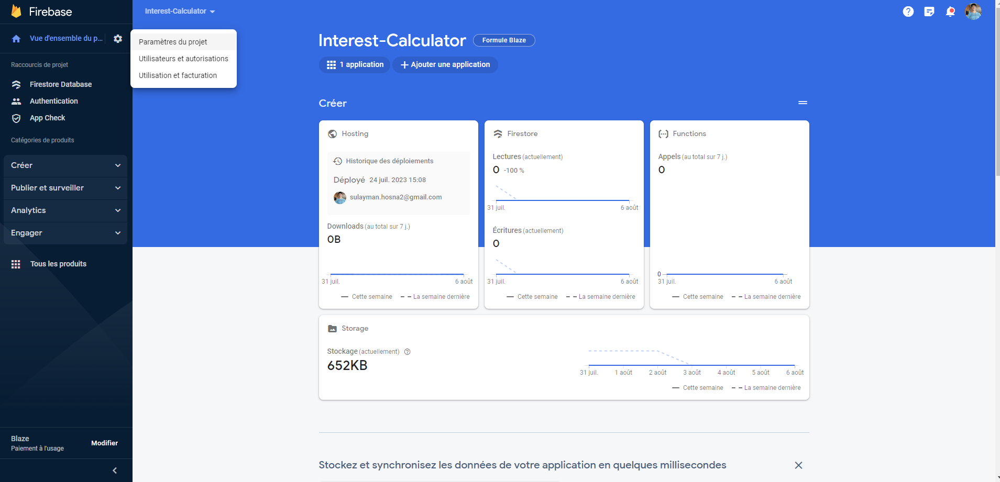 Firebase
Interest-Calculator
Vue d'ensemble du p...
Paramètres du projet
Utilisateurs et autorisations
Utilisation et facturation
Raccourcis de projet
Firestore Database
Authentication
App Check
Catégories de produits
Créer
Publier et surveiller
Analytics
Engager
Tous les produits
Blaze
Paiement à l'usage
Modifier
Interest-Calculator
Formule Blaze
1 application
Ajouter une application
Créer
Hosting
Historique des déploiements
Déployé 24 juil. 2023 15:08
sulayman.hosna2@gmail.com
Downloads (au total sur 7 j.)
0B
31 juil. 6 août
Cette semaine La semaine dernière
Firestore
Lectures (actuellement)
0 -100 %
31 juil. 6 août
Écritures (actuellement)
0
31 juil. 6 août
Cette semaine La semaine dernière
Functions
Appels (au total sur 7 j.)
0
0
31 juil. 6 août
Cette semaine La semaine dernière
Storage
Stockage (actuellement)
652KB
31 juil. 1 août 2 août 3 août 4 août 5 août 6 août
Cette semaine La semaine dernière
Stockez et synchronisez les données de votre application en quelques millisecondes